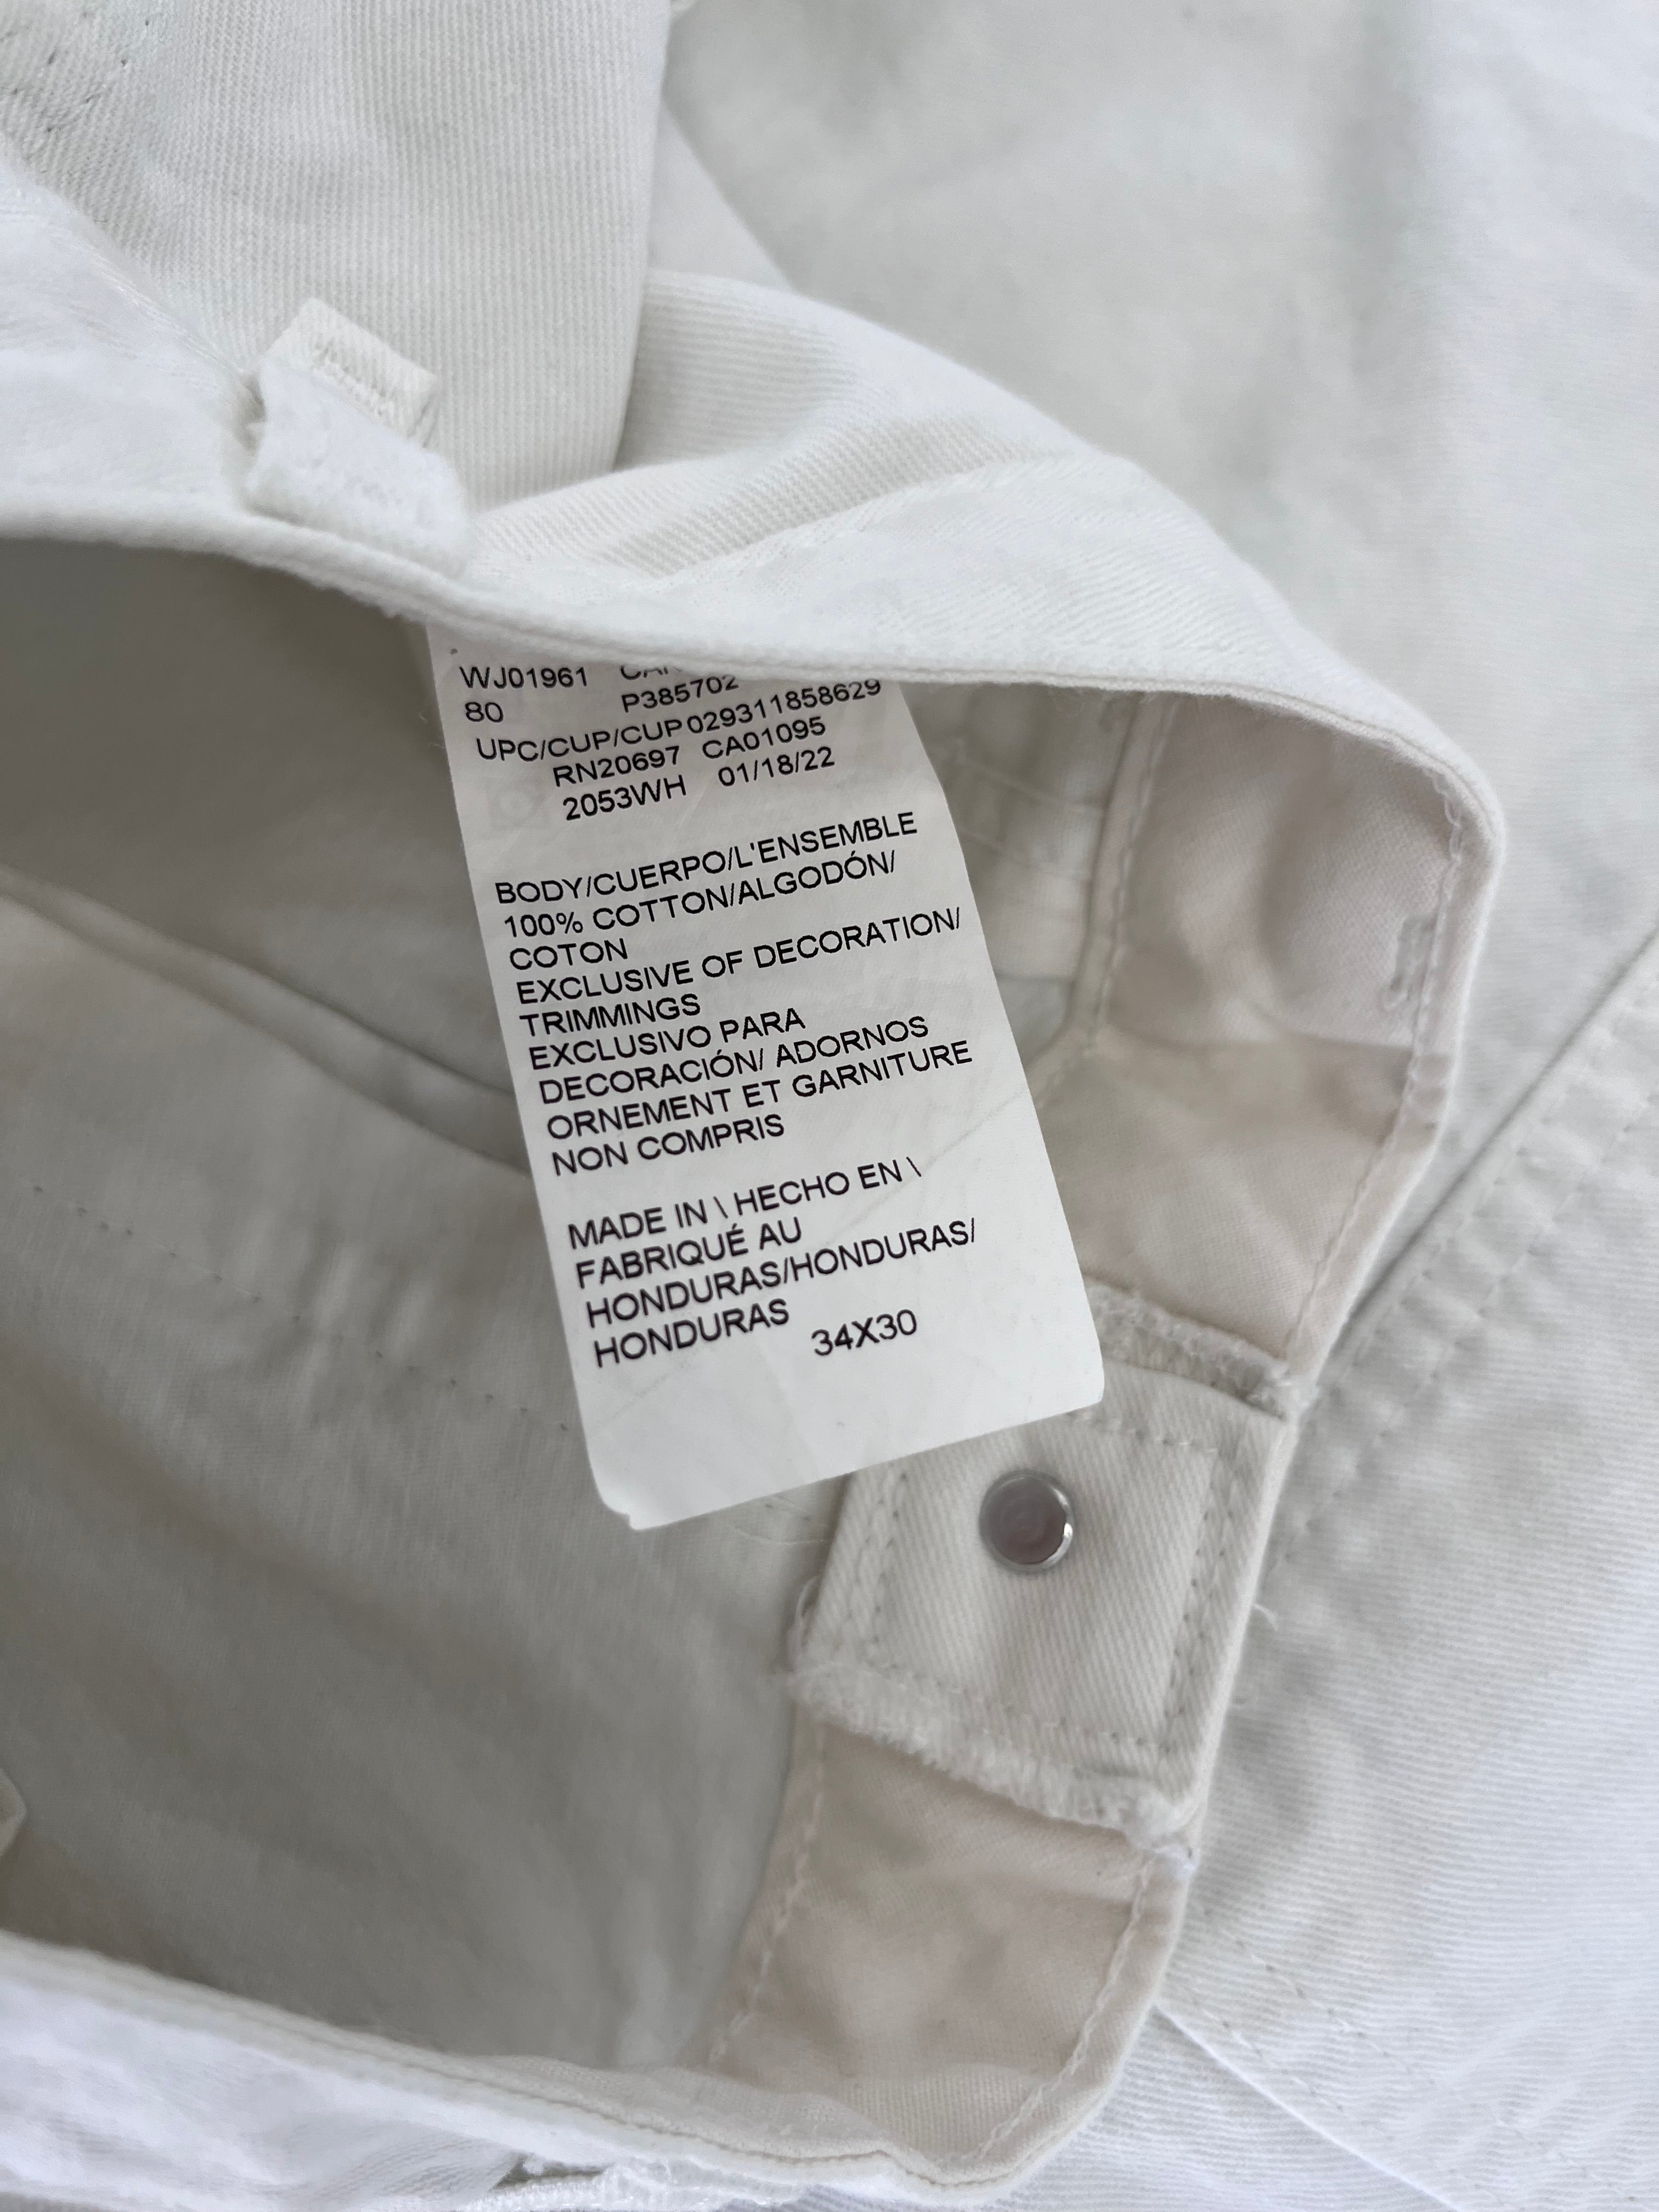 WJ01961
80 P385702
UPC/CUP/CUP 029311858629
RN20697 CA01095
2053WH 01/18/22
BODY/CUERPO/L'ENSEMBLE
100% COTTON/ALGODÓN/
COTON
EXCLUSIVE OF DECORATION/
TRIMMINGS
EXCLUSIVO PARA
DECORACIÓN/ ADORNOS
ORNEMENT ET GARNITURE
NON COMPRIS
MADE IN \ HECHO EN \
FABRIQUÉ AU
HONDURAS/HONDURAS/
HONDURAS
34X30